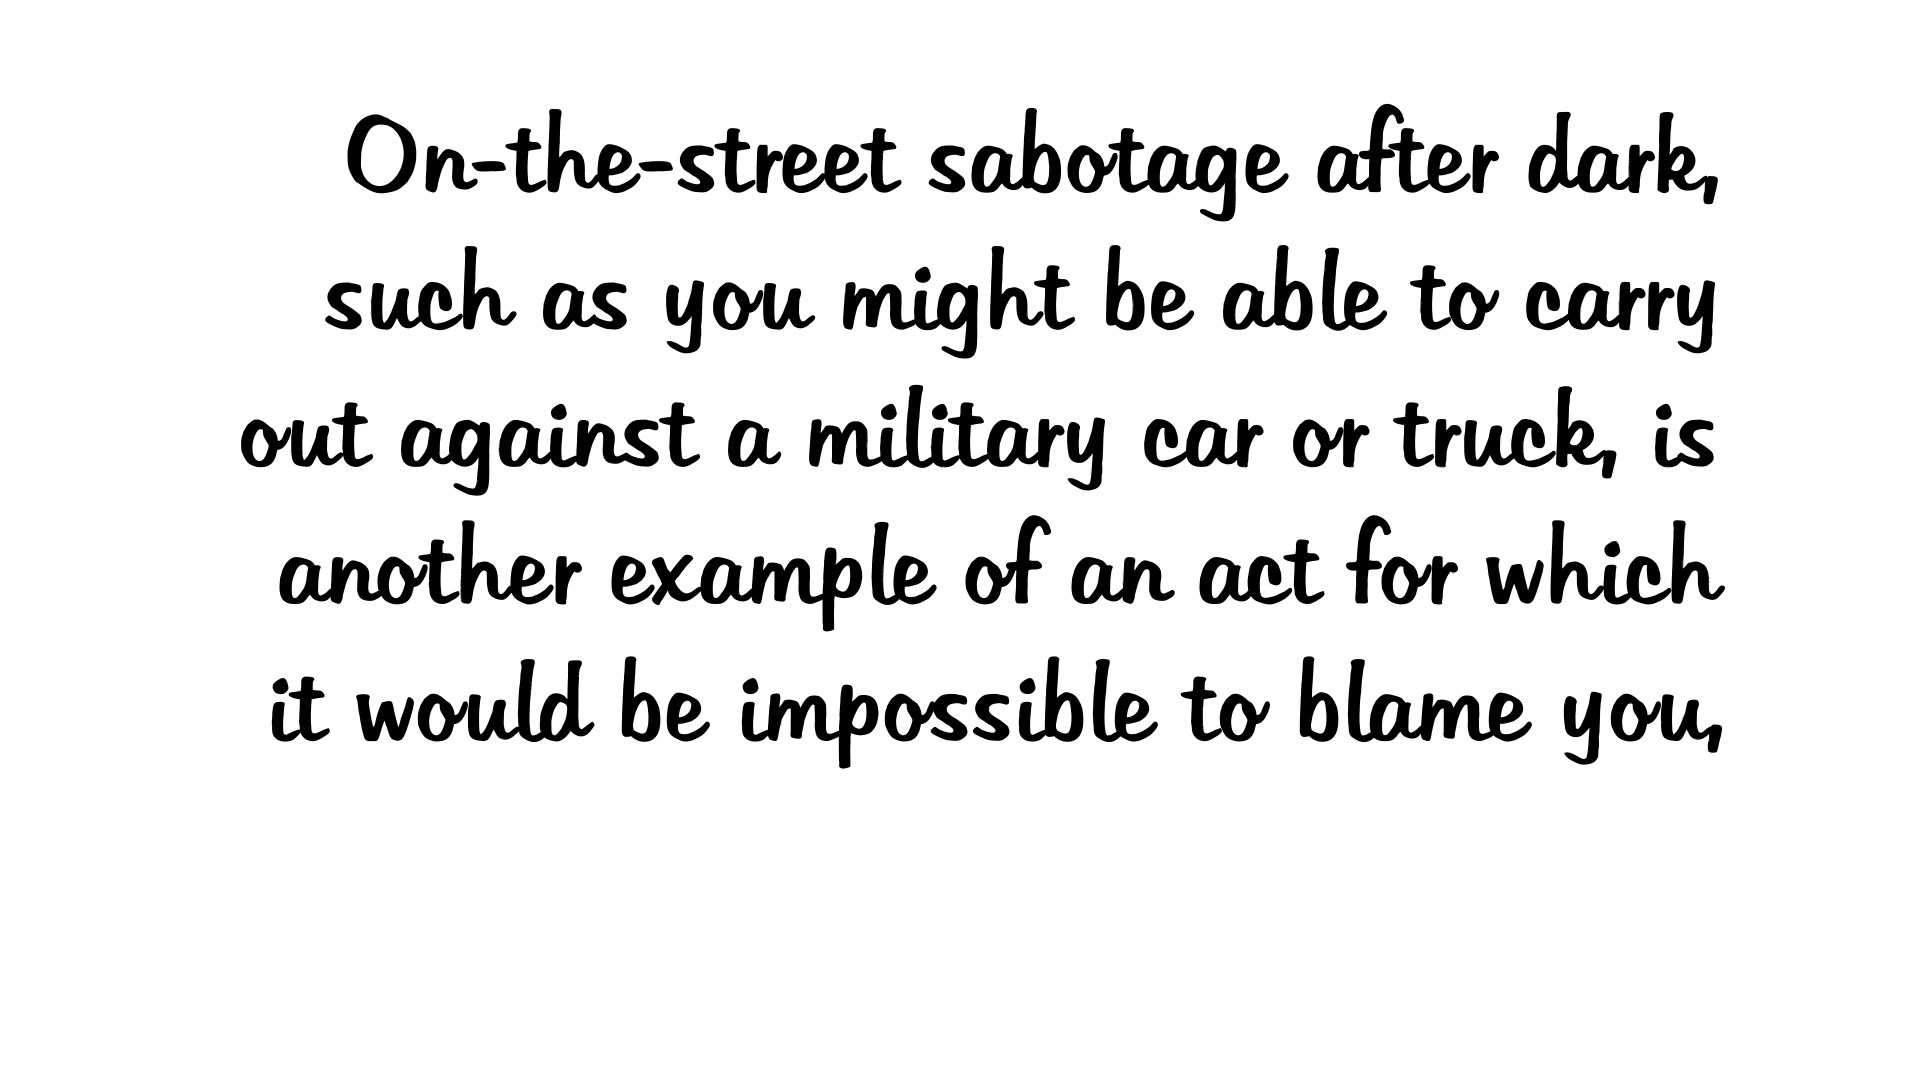 On-the-street sabotage after dark,
such as you might be able to carry
out against a military car or truck, is
another example of an act for which
it would be impossible to blame you,